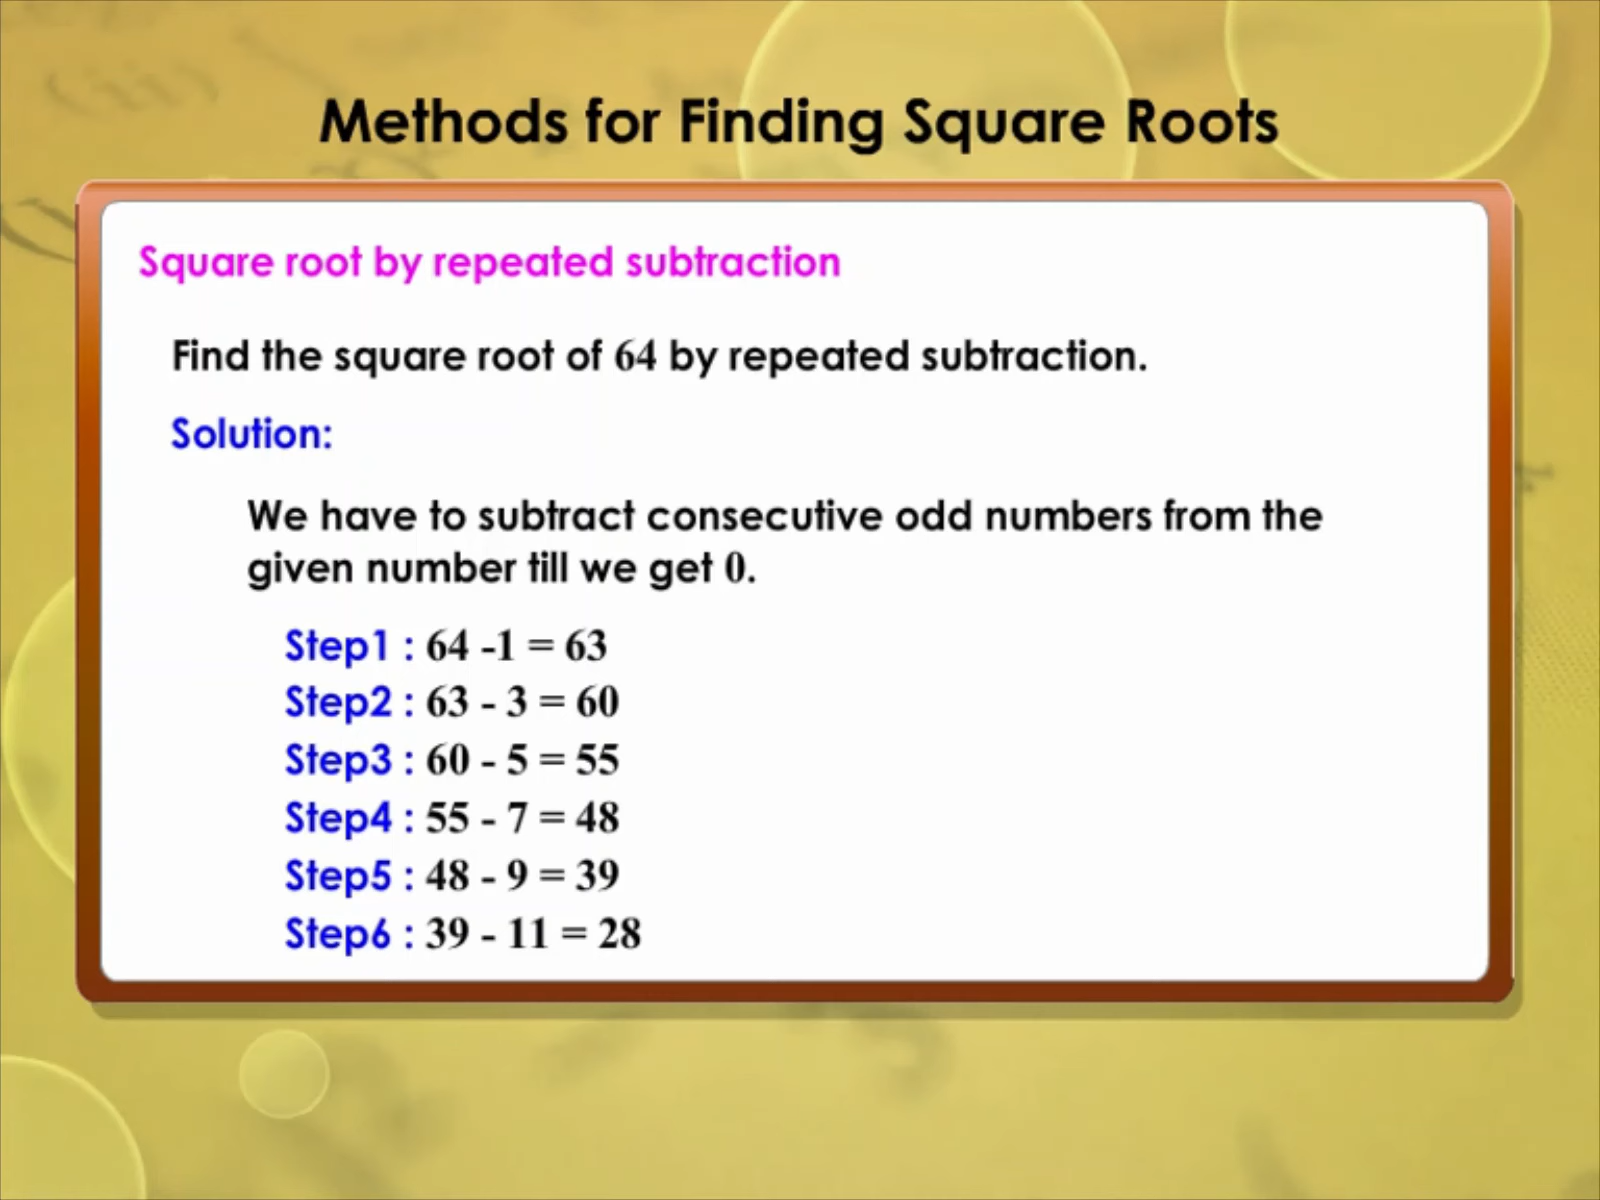 Methods for Finding Square Roots
Square root by repeated subtraction
Find the square root of 64 by repeated subtraction.
Solution:
We have to subtract consecutive odd numbers from the
given number till we get 0.
Step1 : 64 -1 = 63
Step2 : 63 - 3 = 60
Step3 : 60 - 5 = 55
Step4 : 55 - 7 = 48
Step5 : 48 - 9 = 39
Step6 : 39 - 11 = 28